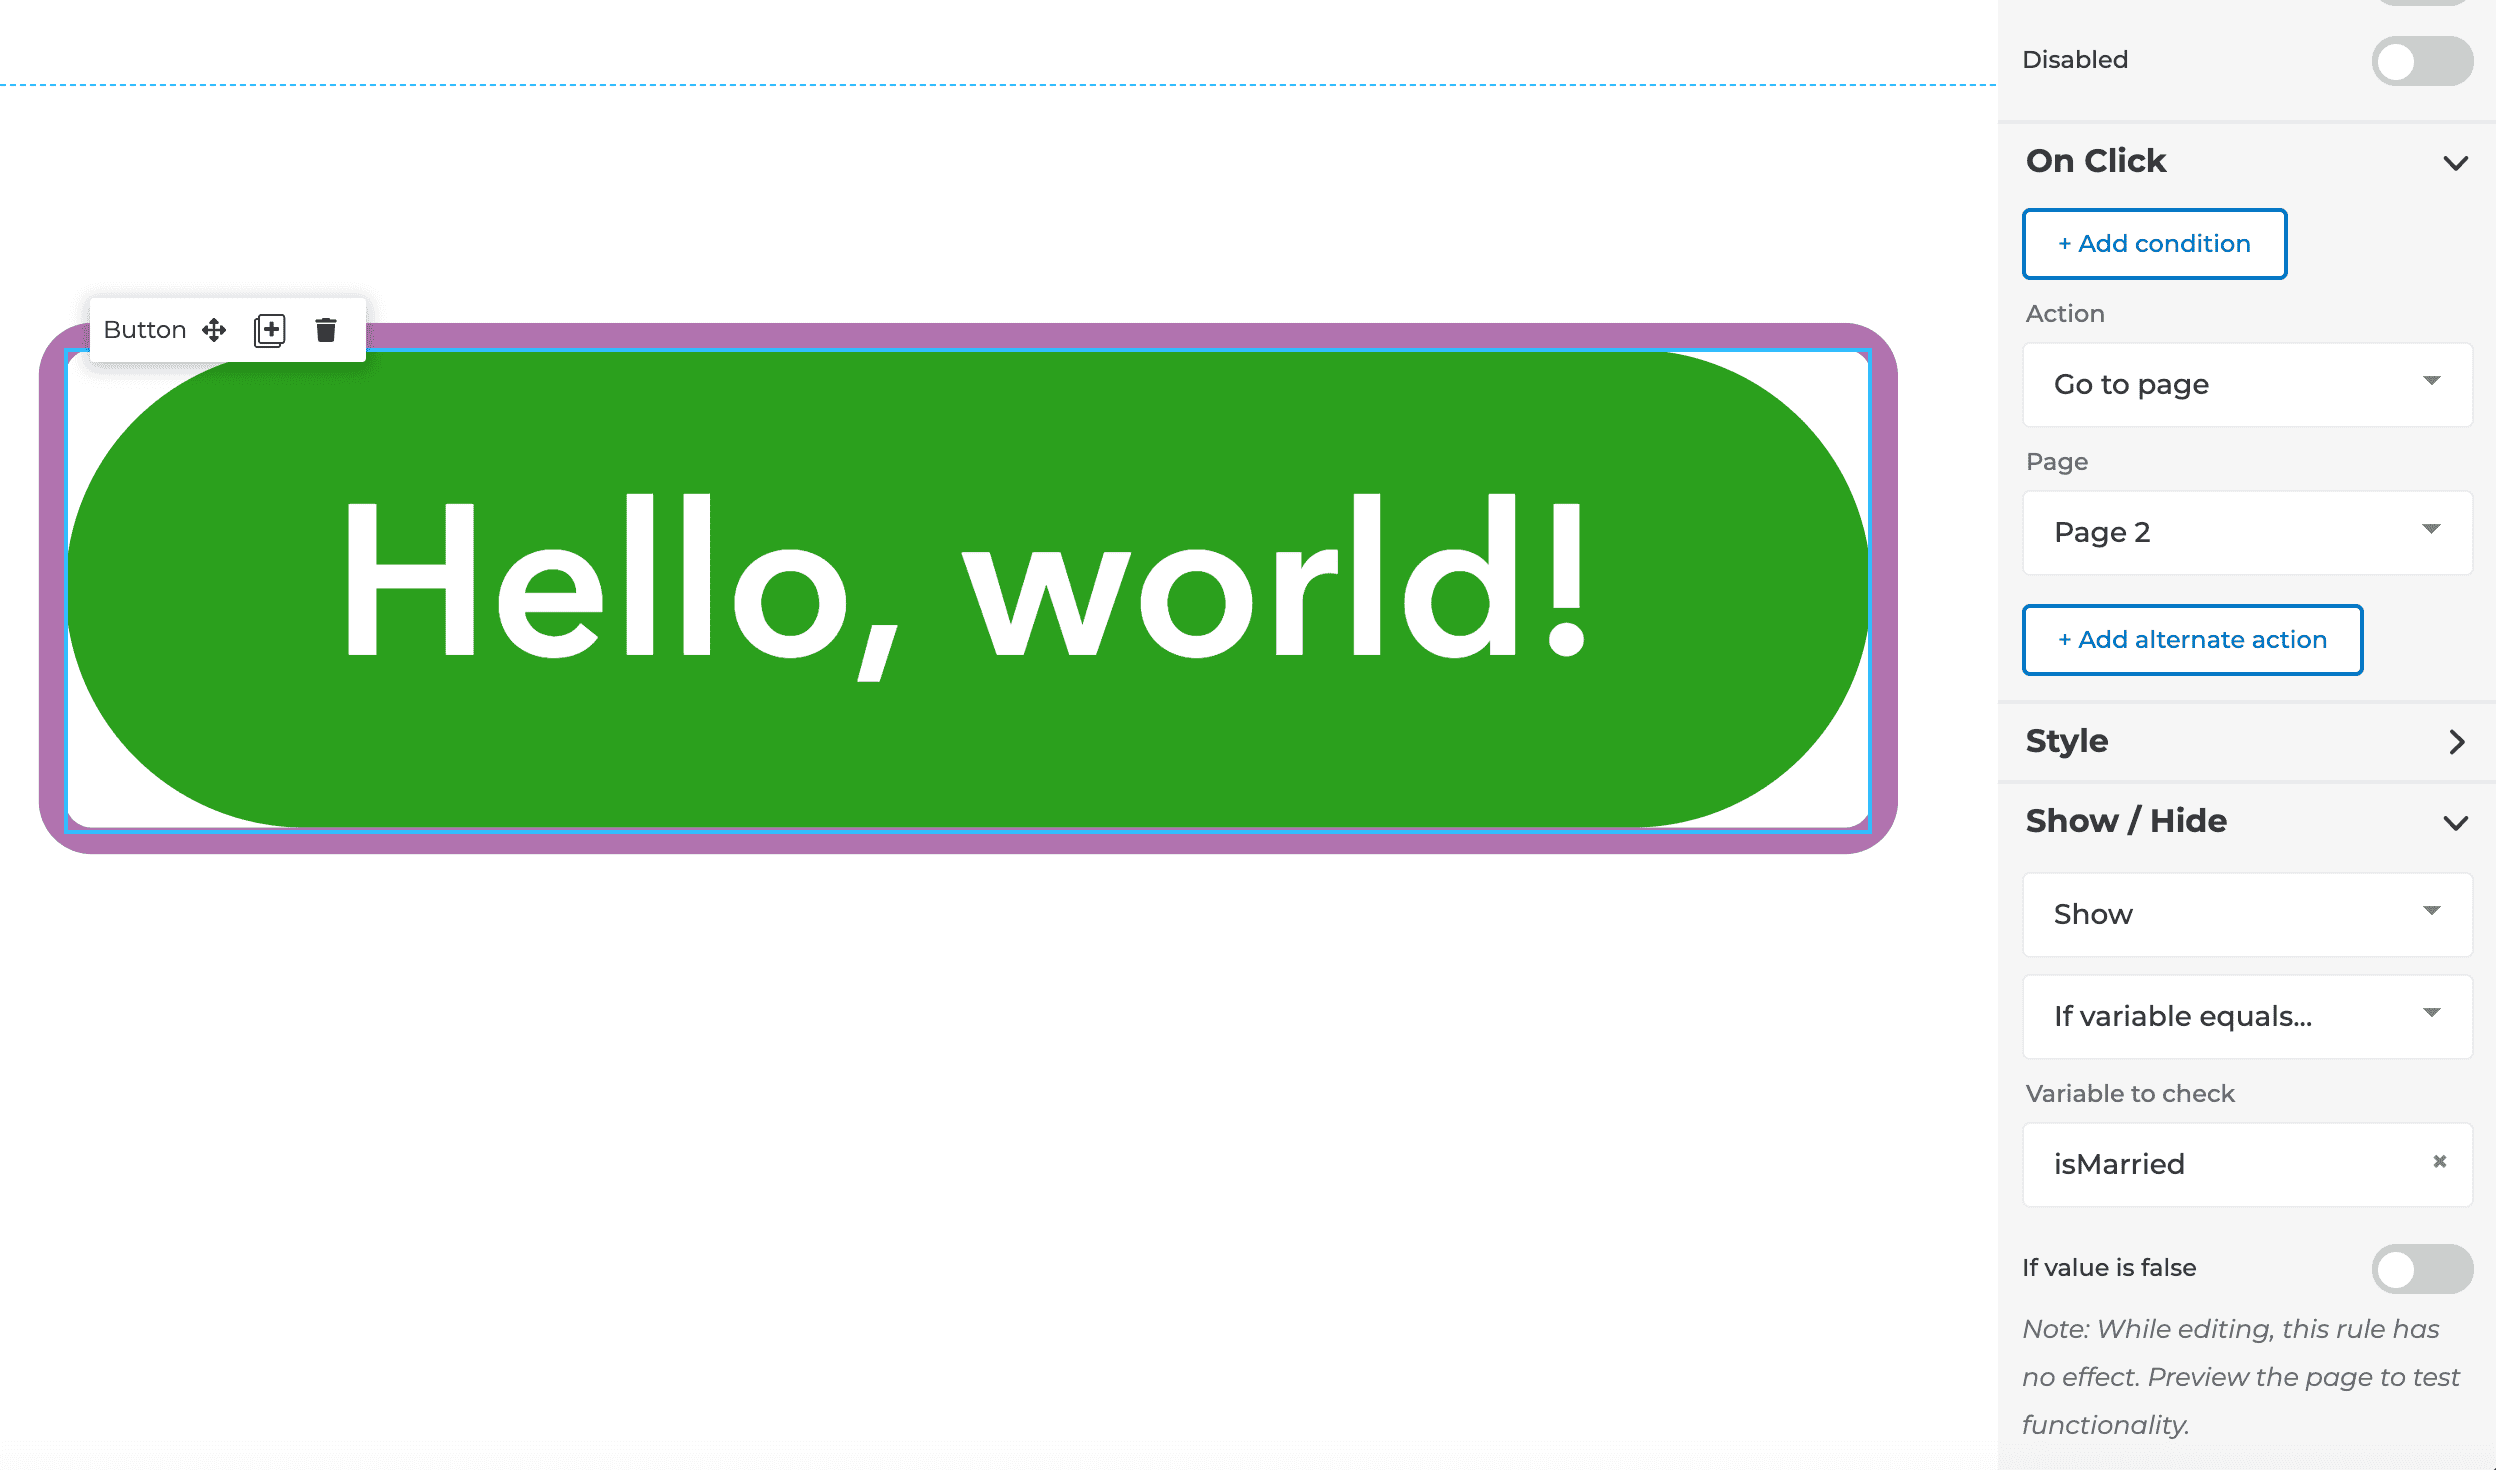 Button
Hello, world!
Disabled
On Click
+ Add condition
Action
Go to page
Page
Page 2
+ Add alternate action
Style
Show / Hide
Show
If variable equals...
Variable to check
isMarried
If value is false
Note: While editing, this rule has
no effect. Preview the page to test
functionality.